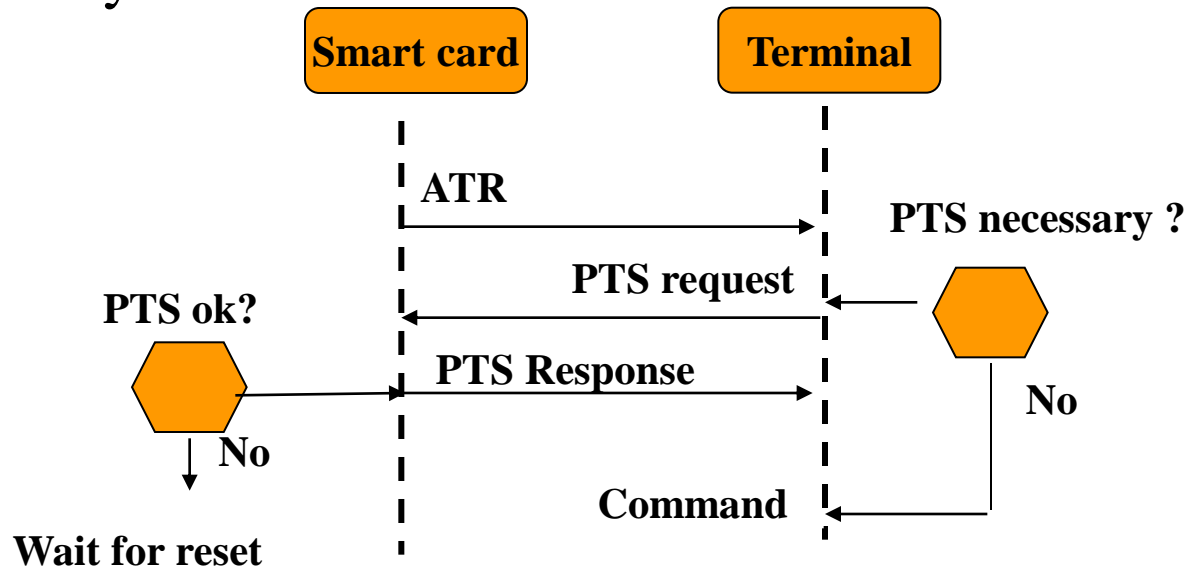 Smart card
Terminal
ATR
PTS necessary ?
PTS request
PTS ok?
PTS Response
No
No
Command
Wait for reset